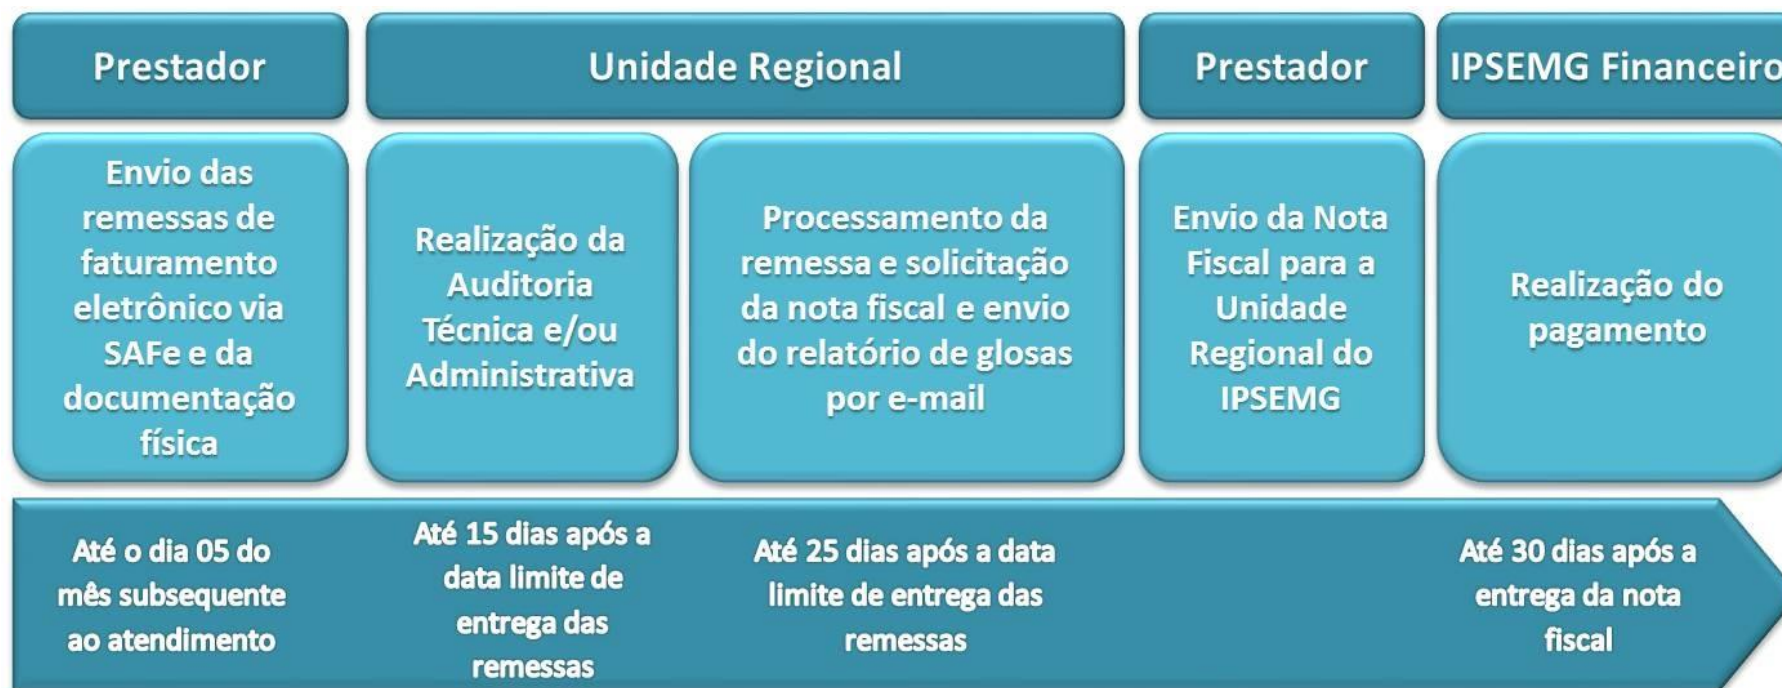 Prestador
Unidade Regional
Prestador
IPSEMG Financeiro
Envio das
remessas de
faturamento
eletrônico via
SAFe e da
documentação
física
Realização da
Auditoria
Técnica e/ou
Administrativa
Processamento da
remessa e solicitação
da nota fiscal e envio
do relatório de glosas
por e-mail
Envio da Nota
Fiscal para a
Unidade
Regional do
IPSEMG
Realização do
pagamento
Até o dia 05 do
mês subsequente
ao atendimento
Até 15 dias após a
data limite de
entrega das
remessas
Até 25 dias após a data
limite de entrega das
remessas
Até 30 dias após a
entrega da nota
fiscal